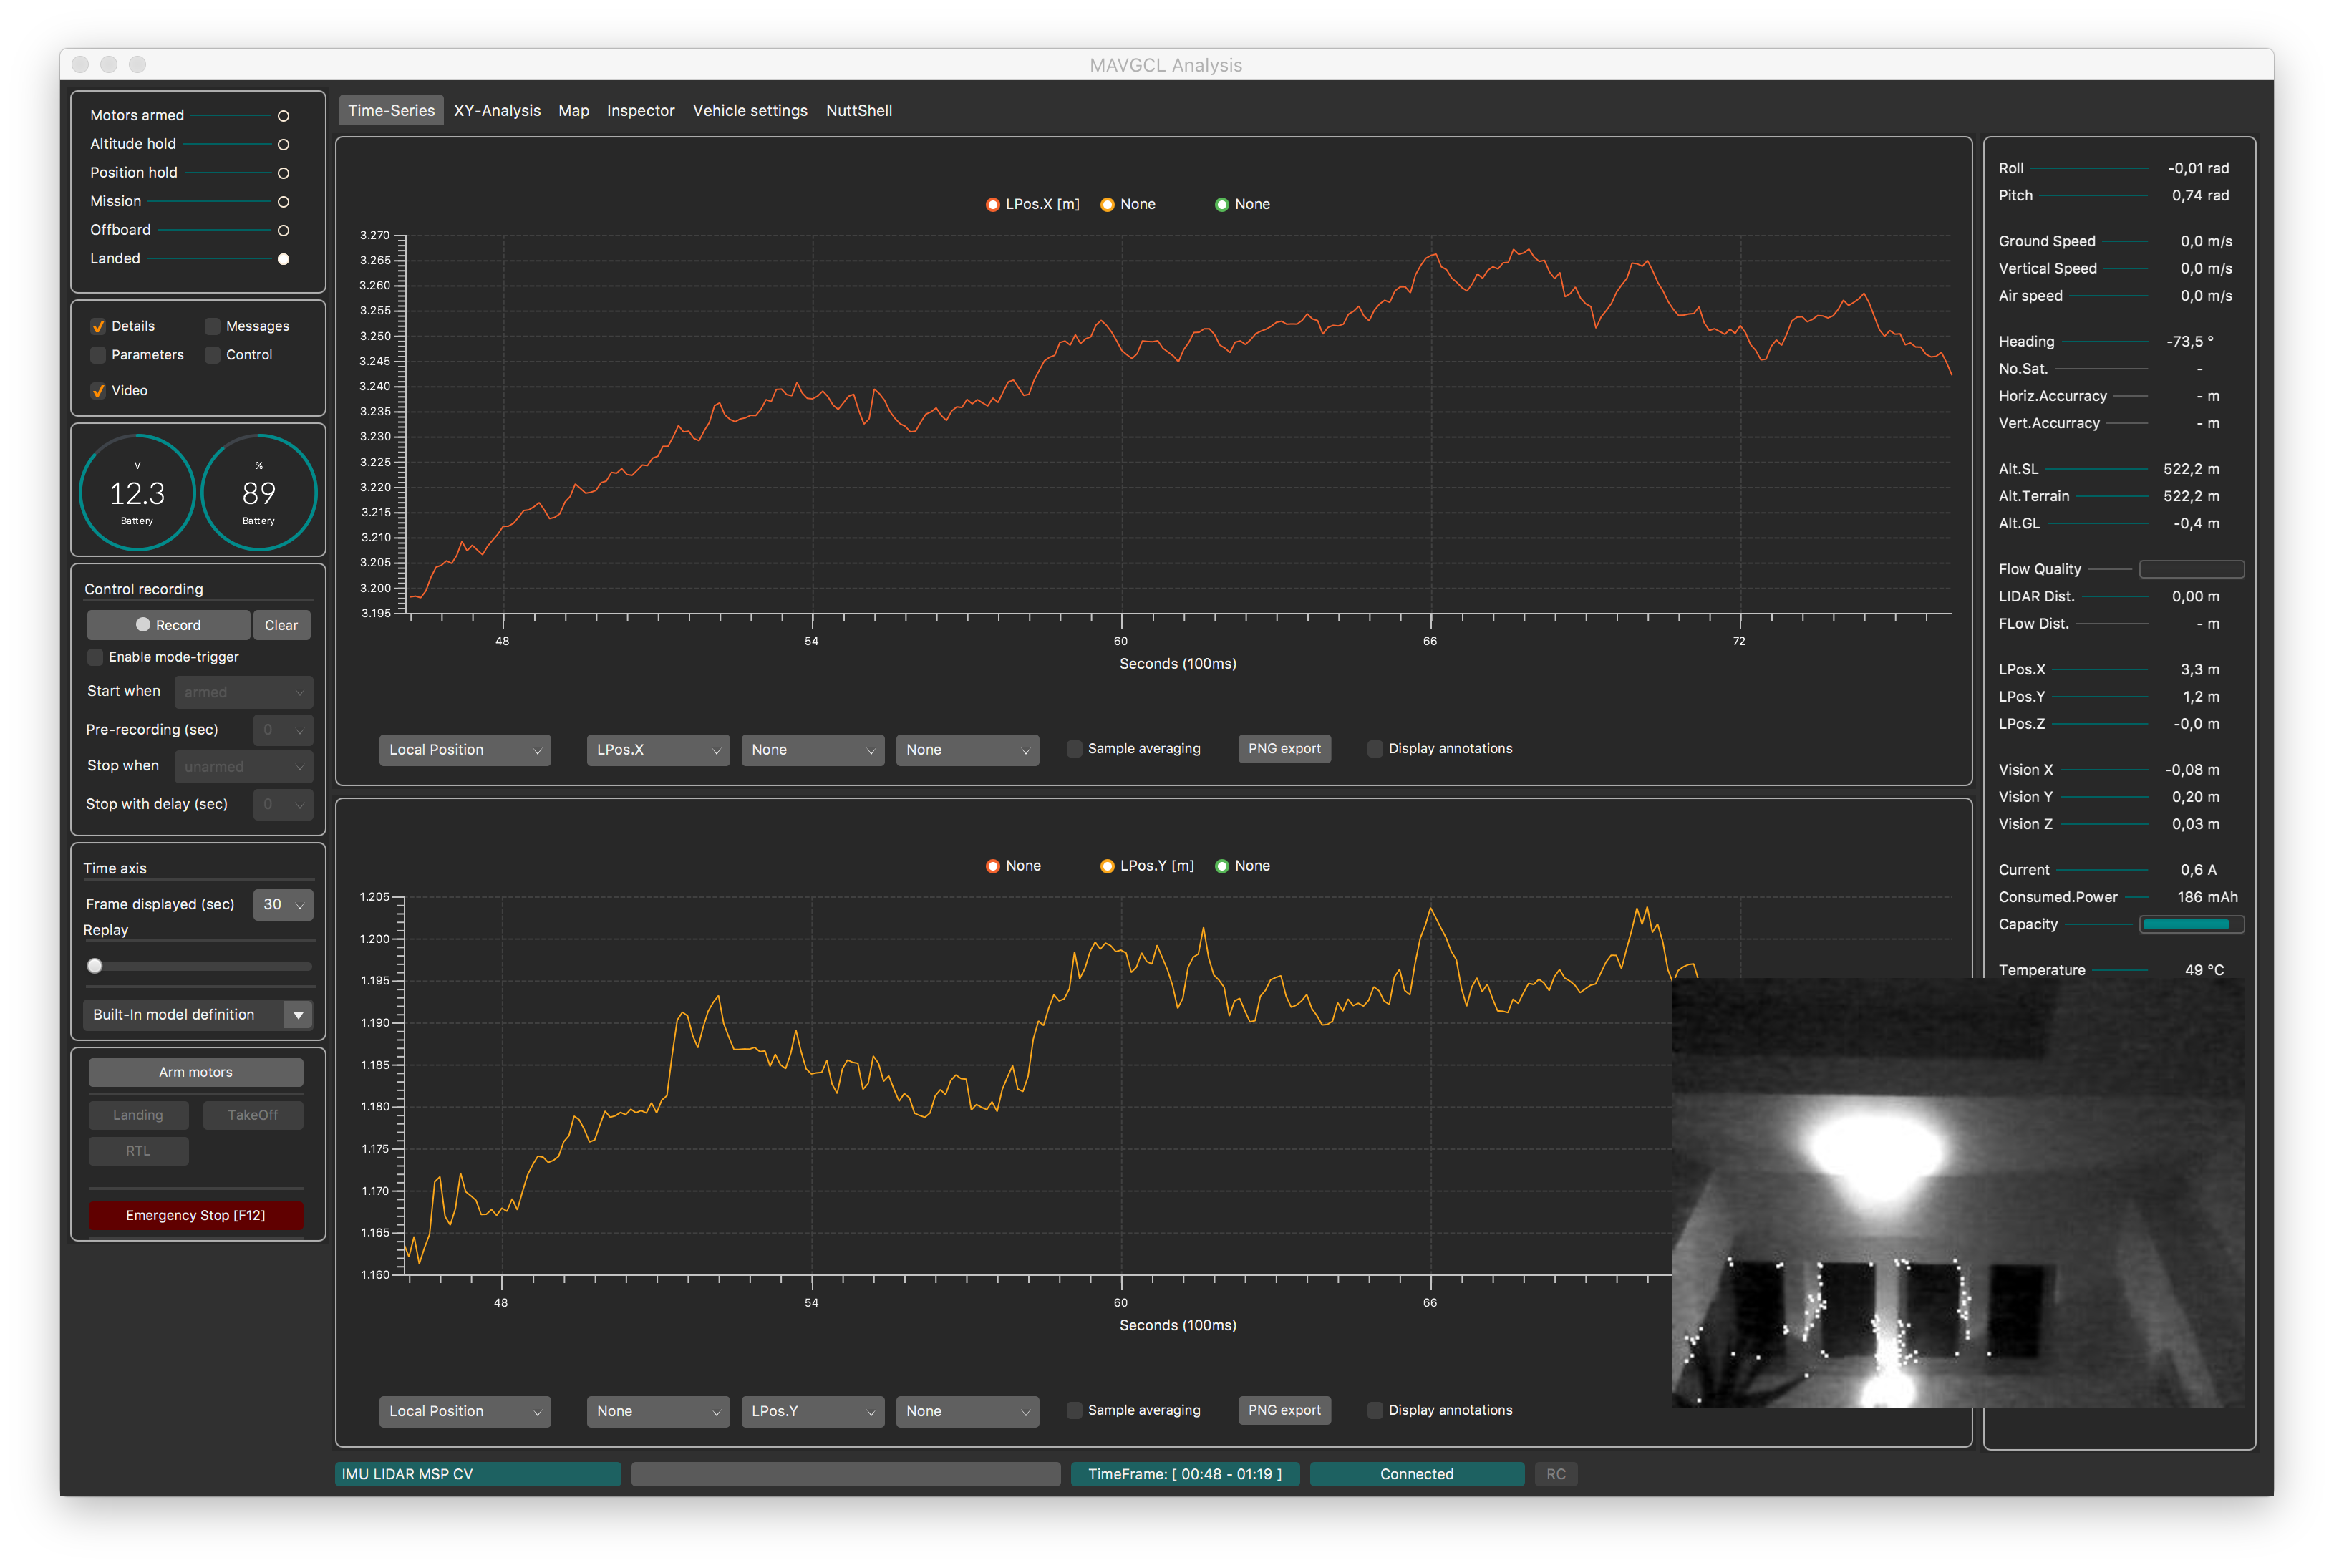 MAVGCL Analysis
Motors armed
Altitude hold
Position hold
Mission
Offboard
Landed
Details Messages
Parameters Control
Video
V
12.3
Battery
%
89
Battery
Control recording
Record Clear
Enable mode-trigger
Start when armed
Pre-recording (sec) 0
Stop when unarmed
Stop with delay (sec) 0
Time axis
Frame displayed (sec) 30
Replay
Built-In model definition
Arm motors
Landing TakeOff
RTL
Emergency Stop [F12]
Time-Series XY-Analysis Map Inspector Vehicle settings NuttShell
LPos.X [m] None None
3.270
3.265
3.260
3.255
3.250
3.245
3.240
3.235
3.230
3.225
3.220
3.215
3.210
3.205
3.200
3.195
48 54 60 66 72
Seconds (100ms)
Local Position LPos.X None None Sample averaging PNG export Display annotations
None LPos.Y [m] None
1.205
1.200
1.195
1.190
1.185
1.180
1.175
1.170
1.165
1.160
48 54 60 66
Seconds (100ms)
Local Position None LPos.Y None Sample averaging PNG export Display annotations
Roll -0,01 rad
Pitch 0,74 rad
Ground Speed 0,0 m/s
Vertical Speed 0,0 m/s
Air speed 0,0 m/s
Heading -73,5 °
No.Sat. -
Horiz.Accurracy - m
Vert.Accurracy - m
Alt.SL 522,2 m
Alt.Terrain 522,2 m
Alt.GL -0,4 m
Flow Quality
LIDAR Dist. 0,00 m
FLow Dist. - m
LPos.X 3,3 m
LPos.Y 1,2 m
LPos.Z -0,0 m
Vision X -0,08 m
Vision Y 0,20 m
Vision Z 0,03 m
Current 0,6 A
Consumed.Power 186 mAh
Capacity
Temperature 49 °C
IMU LIDAR MSP CV TimeFrame: [ 00:48 - 01:19 ] Connected RC